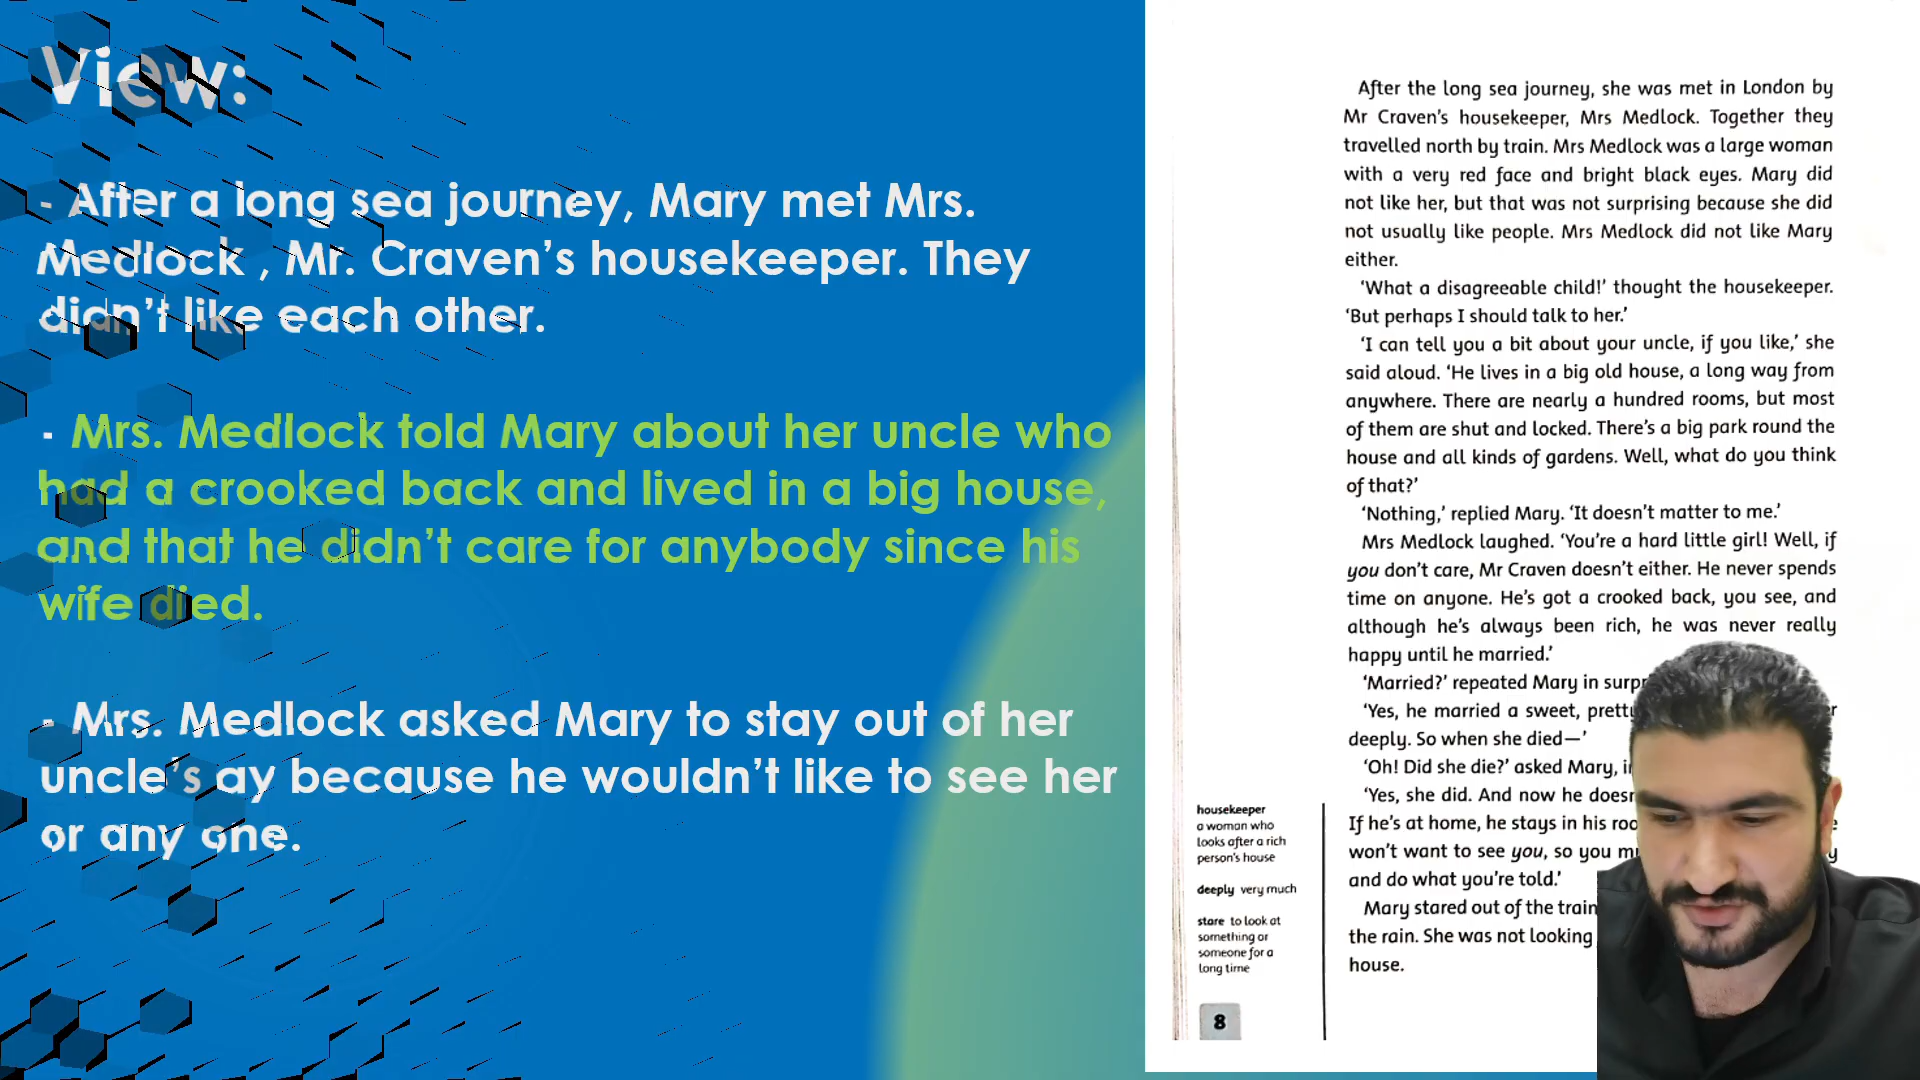 View:
- After a long sea journey, Mary met Mrs.
Medlock , Mr. Craven's housekeeper. They
didn't like each other.
- Mrs. Medlock told Mary about her uncle who
had a crooked back and lived in a big house,
and that he didn't care for anybody since his
wife died.
- Mrs. Medlock asked Mary to stay out of her
uncle's ay because he wouldn't like to see her
or any one.
After the long sea journey, she was met in London by
Mr Craven's housekeeper, Mrs Medlock. Together they
travelled north by train. Mrs Medlock was a large woman
with a very red face and bright black eyes. Mary did
not like her, but that was not surprising because she did
not usually like people. Mrs Medlock did not like Mary
either.
'What a disagreeable child!' thought the housekeeper.
'But perhaps I should talk to her.'
'I can tell you a bit about your uncle, if you like,' she
said aloud. 'He lives in a big old house, a long way from
anywhere. There are nearly a hundred rooms, but most
of them are shut and locked. There's a big park round the
house and all kinds of gardens. Well, what do you think
of that?'
'Nothing,' replied Mary. 'It doesn't matter to me.'
Mrs Medlock laughed. 'You're a hard little girl! Well, if
you don't care, Mr Craven doesn't either. He never spends
time on anyone. He's got a crooked back, you see, and
although he's always been rich, he was never really
happy until he married.'
'Married?' repeated Mary in
'Yes, he married a sweet,
deeply. So when she died—'
'Oh! Did she die?' asked Mary,
'Yes, she did. And now he
If he's at home, he stays in his
won't want to see you, so you
and do what you're told.'
Mary stared out of the train
the rain. She was not looking
house.
housekeeper
a woman who
looks after a rich
person's house
deeply very much
stare to look at
something or
someone for a
long time
8